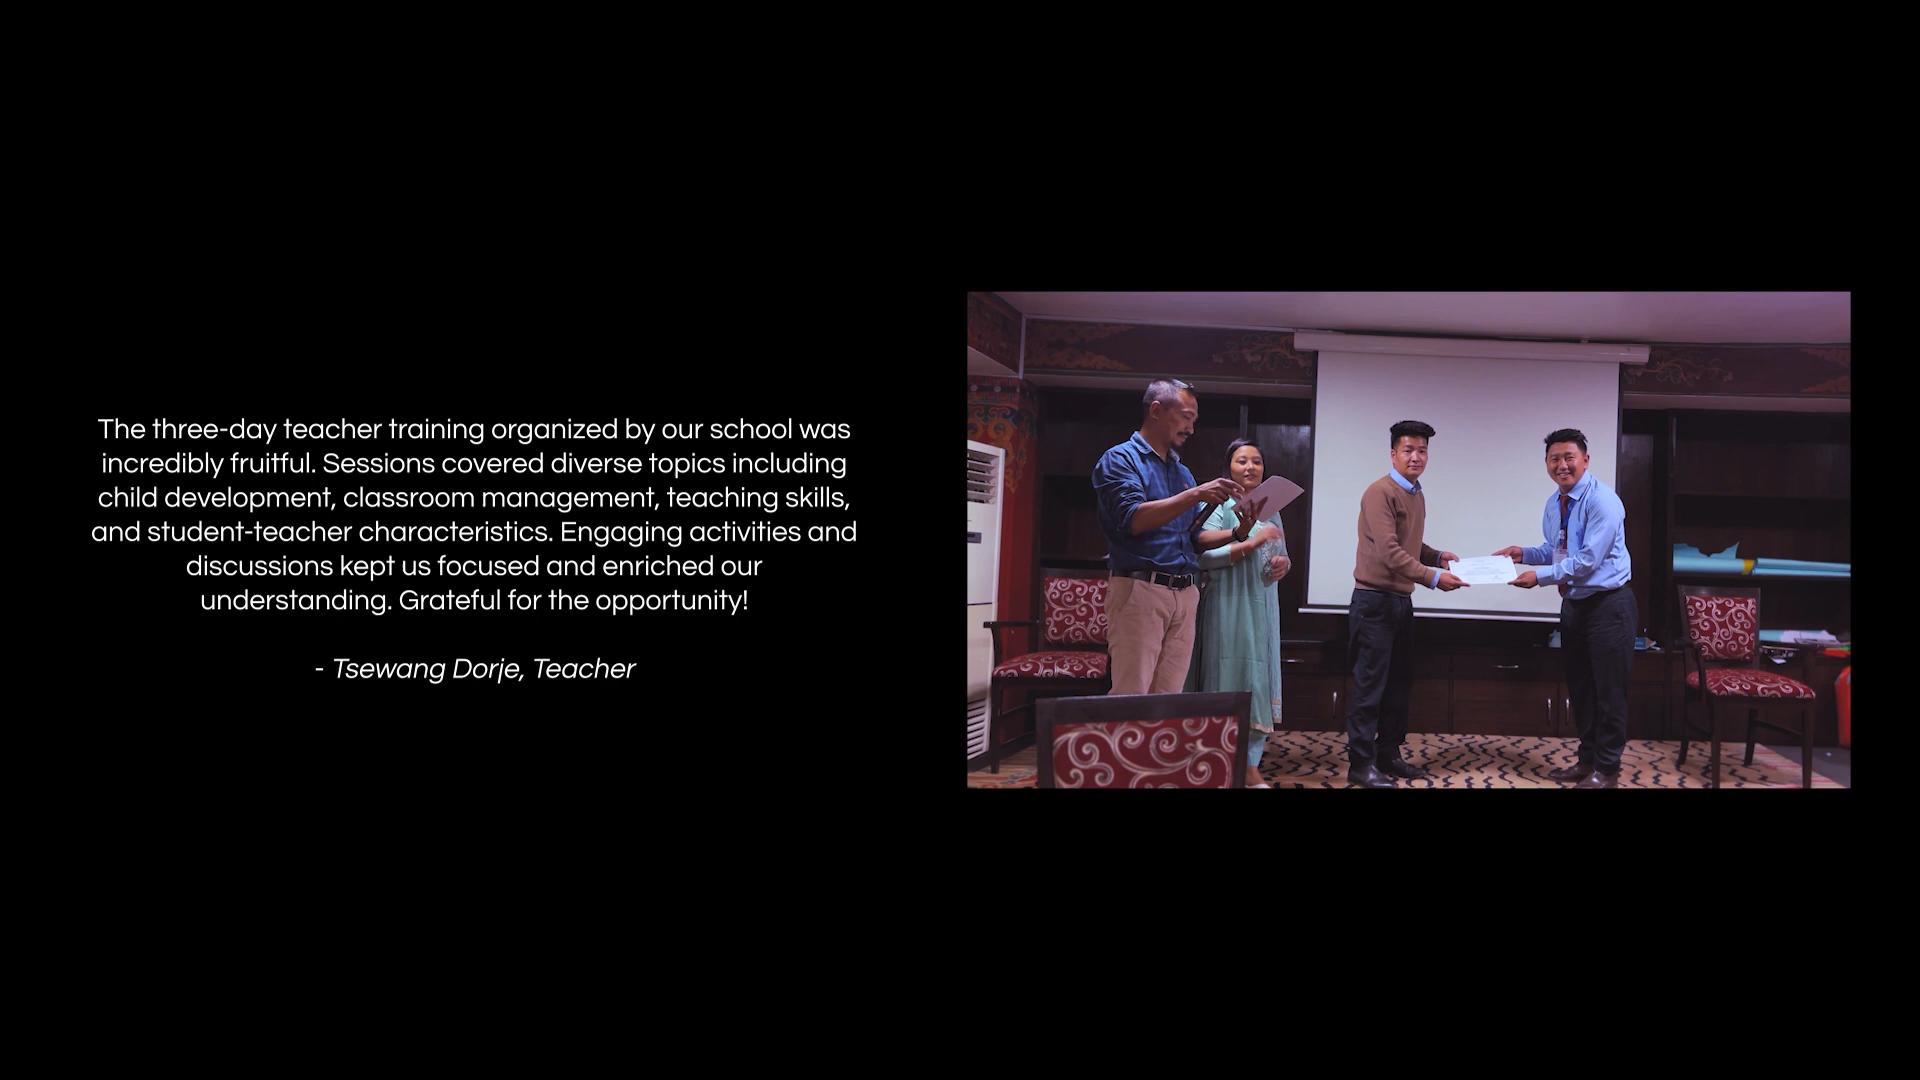 The three-day teacher training organized by our school was
incredibly fruitful. Sessions covered diverse topics including
child development, classroom management, teaching skills,
and student-teacher characteristics. Engaging activities and
discussions kept us focused and enriched our
understanding. Grateful for the opportunity!
- Tsewang Dorje, Teacher